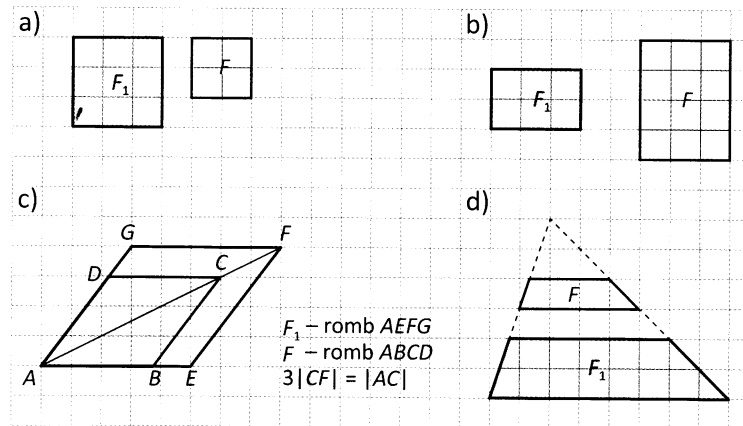 a)
F₁
F
b)
F₁
F
c)
G
F
D
C
A
B
E
F₁ – romb AEFG
F – romb ABCD
3|CF| = |AC|
d)
F
F₁